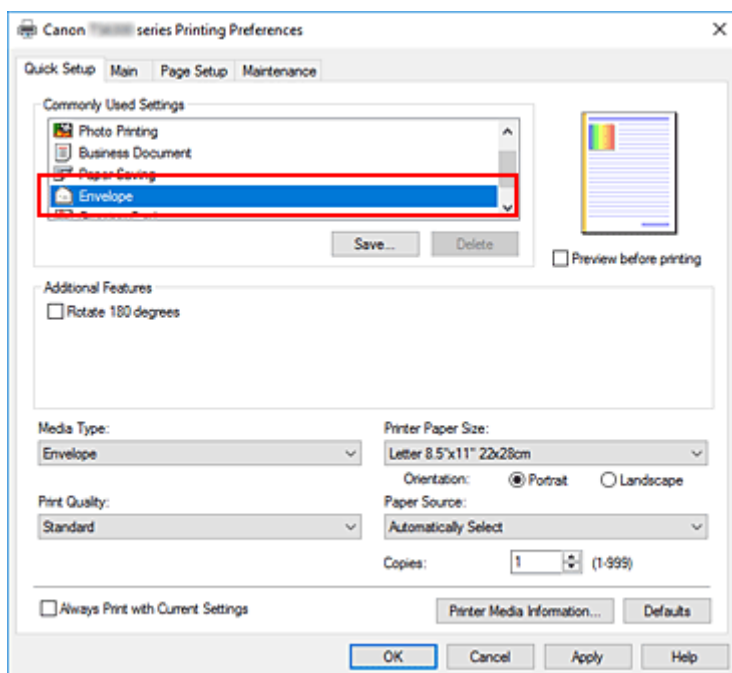 Canon series Printing Preferences
Quick Setup Main Page Setup Maintenance
Commonly Used Settings
Photo Printing
Business Document
Paper Saving
Envelope
Save... Delete
Preview before printing
Additional Features
Rotate 180 degrees
Media Type: Printer Paper Size:
Envelope Letter 8.5"x11" 22x28cm
Orientation: Portrait Landscape
Print Quality: Paper Source:
Standard Automatically Select
Copies: 1 (1-999)
Always Print with Current Settings Printer Media Information... Defaults
OK Cancel Apply Help